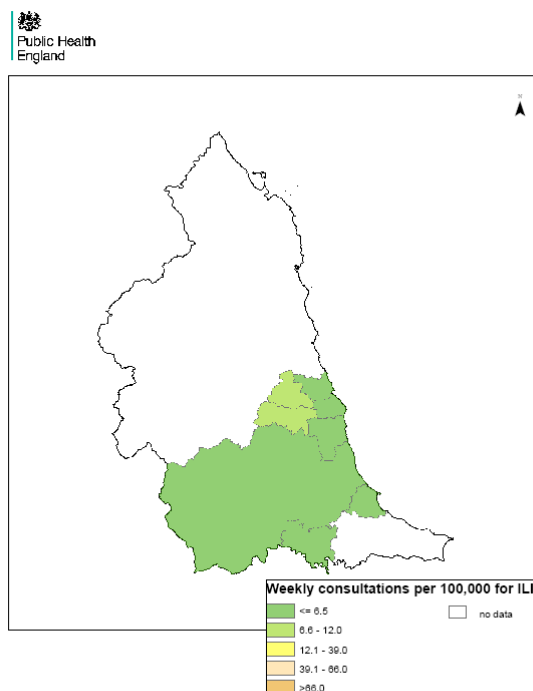 Public Health
England
N
Weekly consultations per 100,000 for ILI
<= 6.5
6.6 - 12.0
12.1 - 39.0
39.1 - 66.0
>66.0
no data